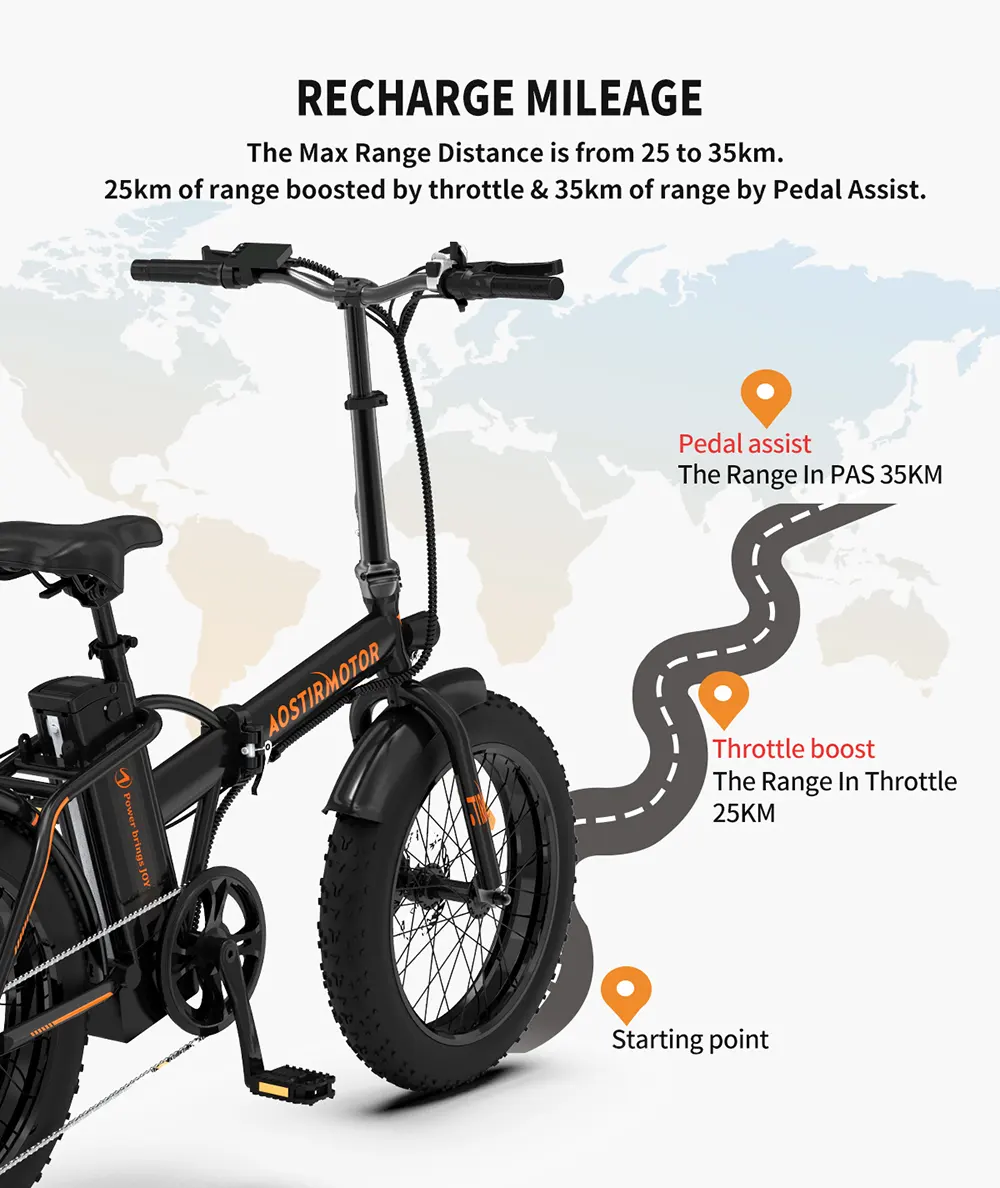 RECHARGE MILEAGE
The Max Range Distance is from 25 to 35km.
25km of range boosted by throttle & 35km of range by Pedal Assist.
Pedal assist
The Range In PAS 35KM
AOSTIRMOTOR
Throttle boost
The Range In Throttle
25KM
Power brings JOY
Starting point